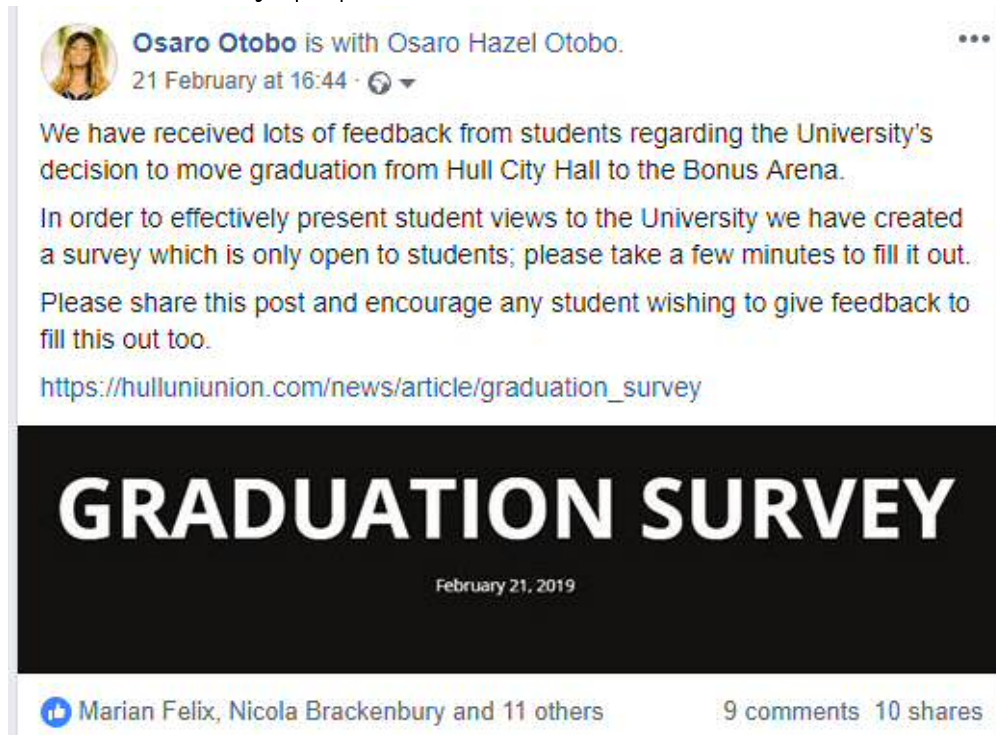 Osaro Otobo is with Osaro Hazel Otobo.
21 February at 16:44
We have received lots of feedback from students regarding the University's
decision to move graduation from Hull City Hall to the Bonus Arena.
In order to effectively present student views to the University we have created
a survey which is only open to students; please take a few minutes to fill it out.
Please share this post and encourage any student wishing to give feedback to
fill this out too.
https://hulluniunion.com/news/article/graduation_survey
GRADUATION SURVEY
February 21, 2019
Marian Felix, Nicola Brackenbury and 11 others 9 comments 10 shares